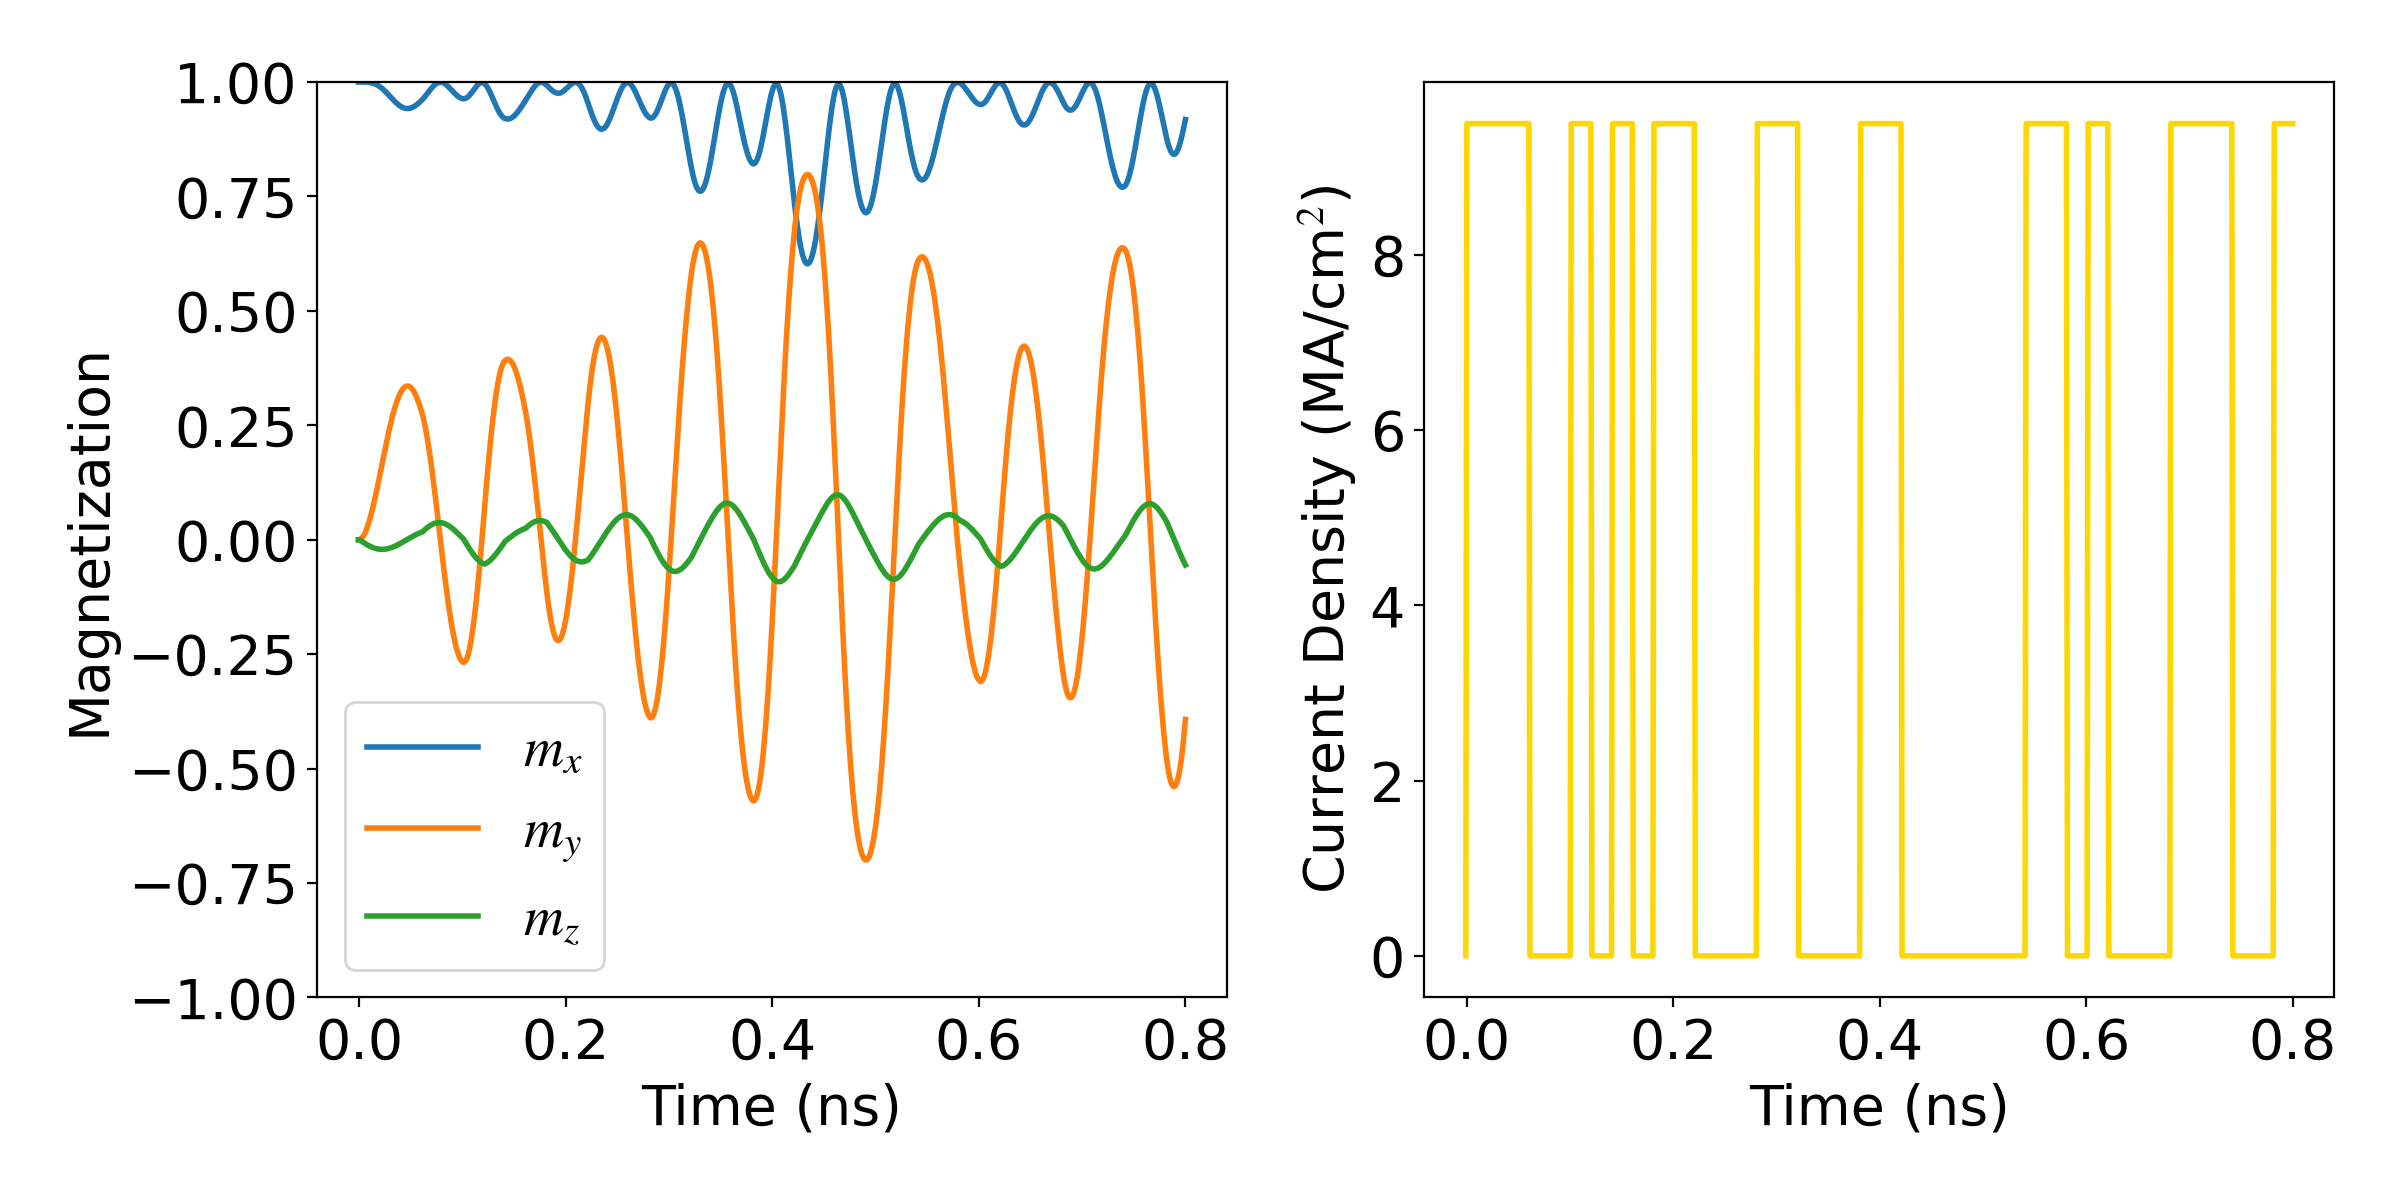 Magnetization
1.00
0.75
0.50
0.25
0.00
−0.25
−0.50
−0.75
−1.00
0.0 0.2 0.4 0.6 0.8
Time (ns)
m_x
m_y
m_z
Current Density (MA/cm²)
8
6
4
2
0
0.0 0.2 0.4 0.6 0.8
Time (ns)